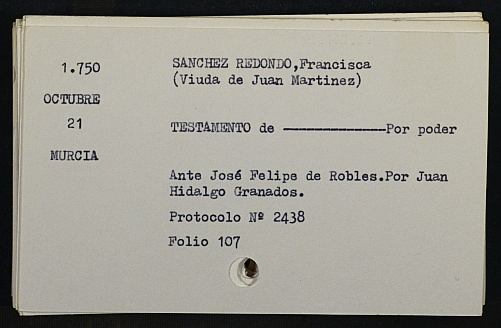 1.750
OCTUBRE
21
MURCIA
SANCHEZ REDONDO,Francisca
(Viuda de Juan Martinez)
TESTAMENTO de ---------------Por poder
Ante José Felipe de Robles.Por Juan
Hidalgo Granados.
Protocolo Nº 2438
Folio 107